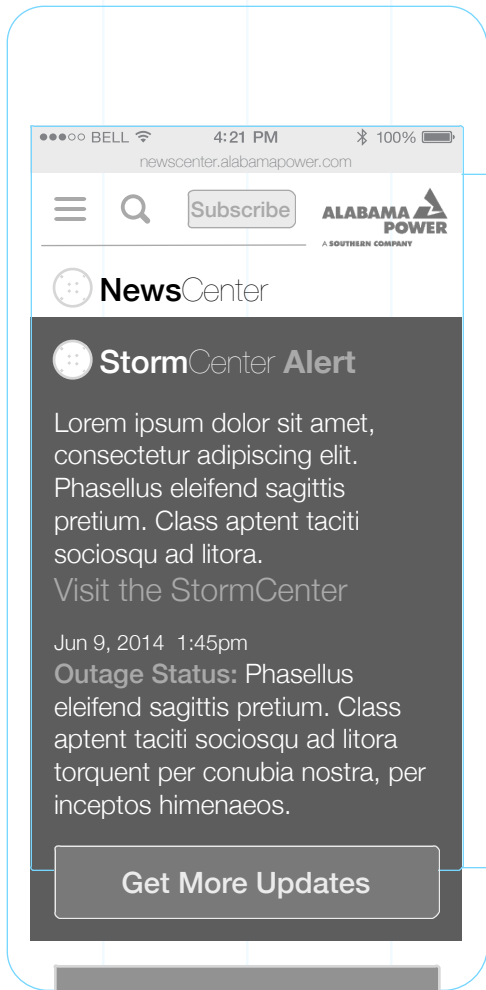 BELL 4:21 PM 100%
newscenter.alabamapower.com
Subscribe
ALABAMA
POWER
A SOUTHERN COMPANY
NewsCenter
StormCenter Alert
Lorem ipsum dolor sit amet,
consectetur adipiscing elit.
Phasellus eleifend sagittis
pretium. Class aptent taciti
sociosqu ad litora.
Visit the StormCenter
Jun 9, 2014 1:45pm
Outage Status: Phasellus
eleifend sagittis pretium. Class
aptent taciti sociosqu ad litora
torquent per conubia nostra, per
inceptos himenaeos.
Get More Updates